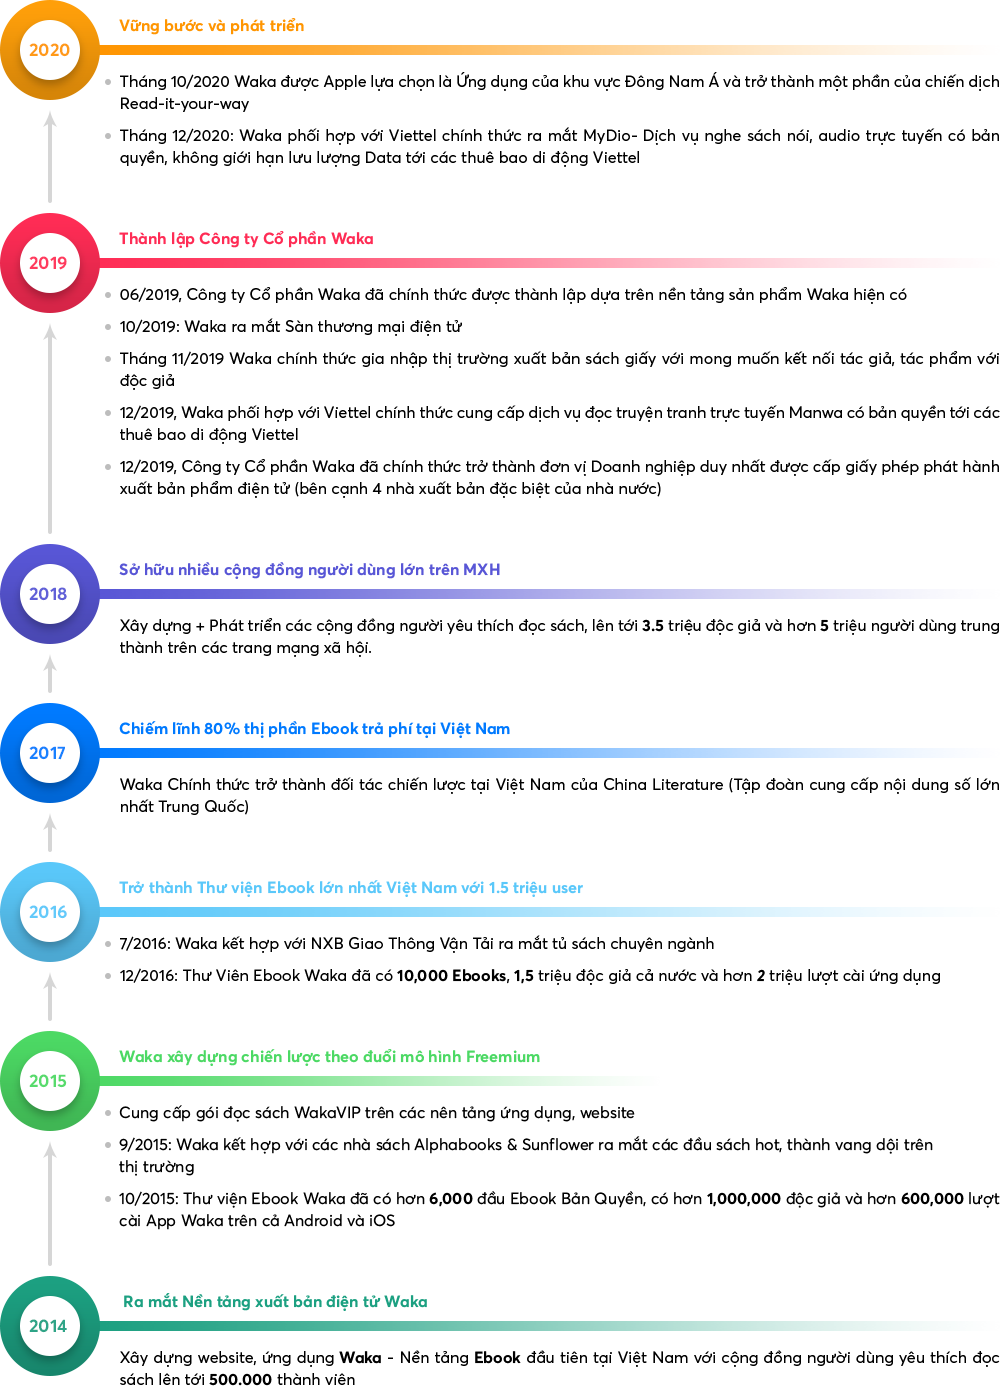 Vững bước và phát triển
2020
Tháng 10/2020 Waka được Apple lựa chọn là Ứng dụng của khu vực Đông Nam Á và trở thành một phần của chiến dịch
Read-it-your-way
Tháng 12/2020: Waka phối hợp với Viettel chính thức ra mắt MyDio- Dịch vụ nghe sách nói, audio trực tuyến có bản
quyền, không giới hạn lưu lượng Data tới các thuê bao di động Viettel
Thành lập Công ty Cổ phần Waka
2019
06/2019, Công ty Cổ phần Waka đã chính thức được thành lập dựa trên nền tảng sản phẩm Waka hiện có
10/2019: Waka ra mắt Sàn thương mại điện tử
Tháng 11/2019 Waka chính thức gia nhập thị trường xuất bản sách giấy với mong muốn kết nối tác giả, tác phẩm với
độc giả
12/2019, Waka phối hợp với Viettel chính thức cung cấp dịch vụ đọc truyện tranh trực tuyến Manwa có bản quyền tới các
thuê bao di động Viettel
12/2019, Công ty Cổ phần Waka đã chính thức trở thành đơn vị Doanh nghiệp duy nhất được cấp giấy phép phát hành
xuất bản phẩm điện tử (bên cạnh 4 nhà xuất bản đặc biệt của nhà nước)
Sở hữu nhiều cộng đồng người dùng lớn trên MXH
2018
Xây dựng + Phát triển các cộng đồng người yêu thích đọc sách, lên tới 3.5 triệu độc giả và hơn 5 triệu người dùng trung
thành trên các trang mạng xã hội.
Chiếm lĩnh 80% thị phần Ebook trả phí tại Việt Nam
2017
Waka Chính thức trở thành đối tác chiến lược tại Việt Nam của China Literature (Tập đoàn cung cấp nội dung số lớn
nhất Trung Quốc)
Trở thành Thư viện Ebook lớn nhất Việt Nam với 1.5 triệu user
2016
7/2016: Waka kết hợp với NXB Giao Thông Vận Tải ra mắt tủ sách chuyên ngành
12/2016: Thư Viên Ebook Waka đã có 10,000 Ebooks, 1,5 triệu độc giả cả nước và hơn 2 triệu lượt cài ứng dụng
Waka xây dựng chiến lược theo đuổi mô hình Freemium
2015
Cung cấp gói đọc sách WakaVIP trên các nên tảng ứng dụng, website
9/2015: Waka kết hợp với các nhà sách Alphabooks & Sunflower ra mắt các đầu sách hot, thành vang dội trên
thị trường
10/2015: Thư viện Ebook Waka đã có hơn 6,000 đầu Ebook Bản Quyền, có hơn 1,000,000 độc giả và hơn 600,000 lượt
cài App Waka trên cả Android và iOS
Ra mắt Nền tảng xuất bản điện tử Waka
2014
Xây dựng website, ứng dụng Waka - Nền tảng Ebook đầu tiên tại Việt Nam với cộng đồng người dùng yêu thích đọc
sách lên tới 500.000 thành viên